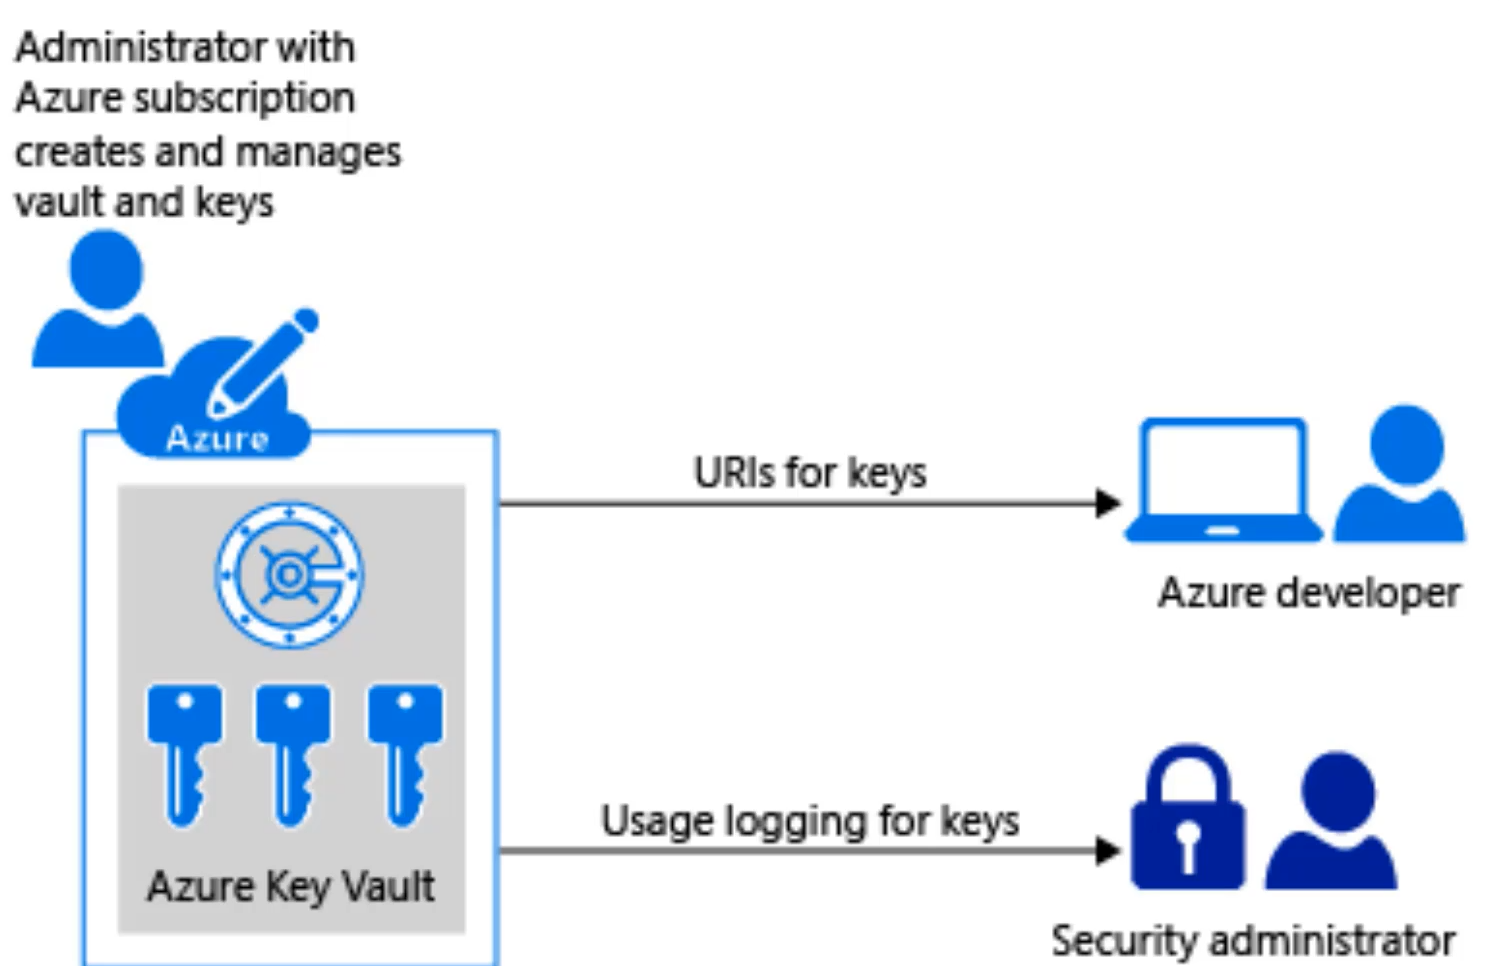 Administrator with
Azure subscription
creates and manages
vault and keys
Azure
URIs for keys
Azure developer
Usage logging for keys
Azure Key Vault
Security administrator